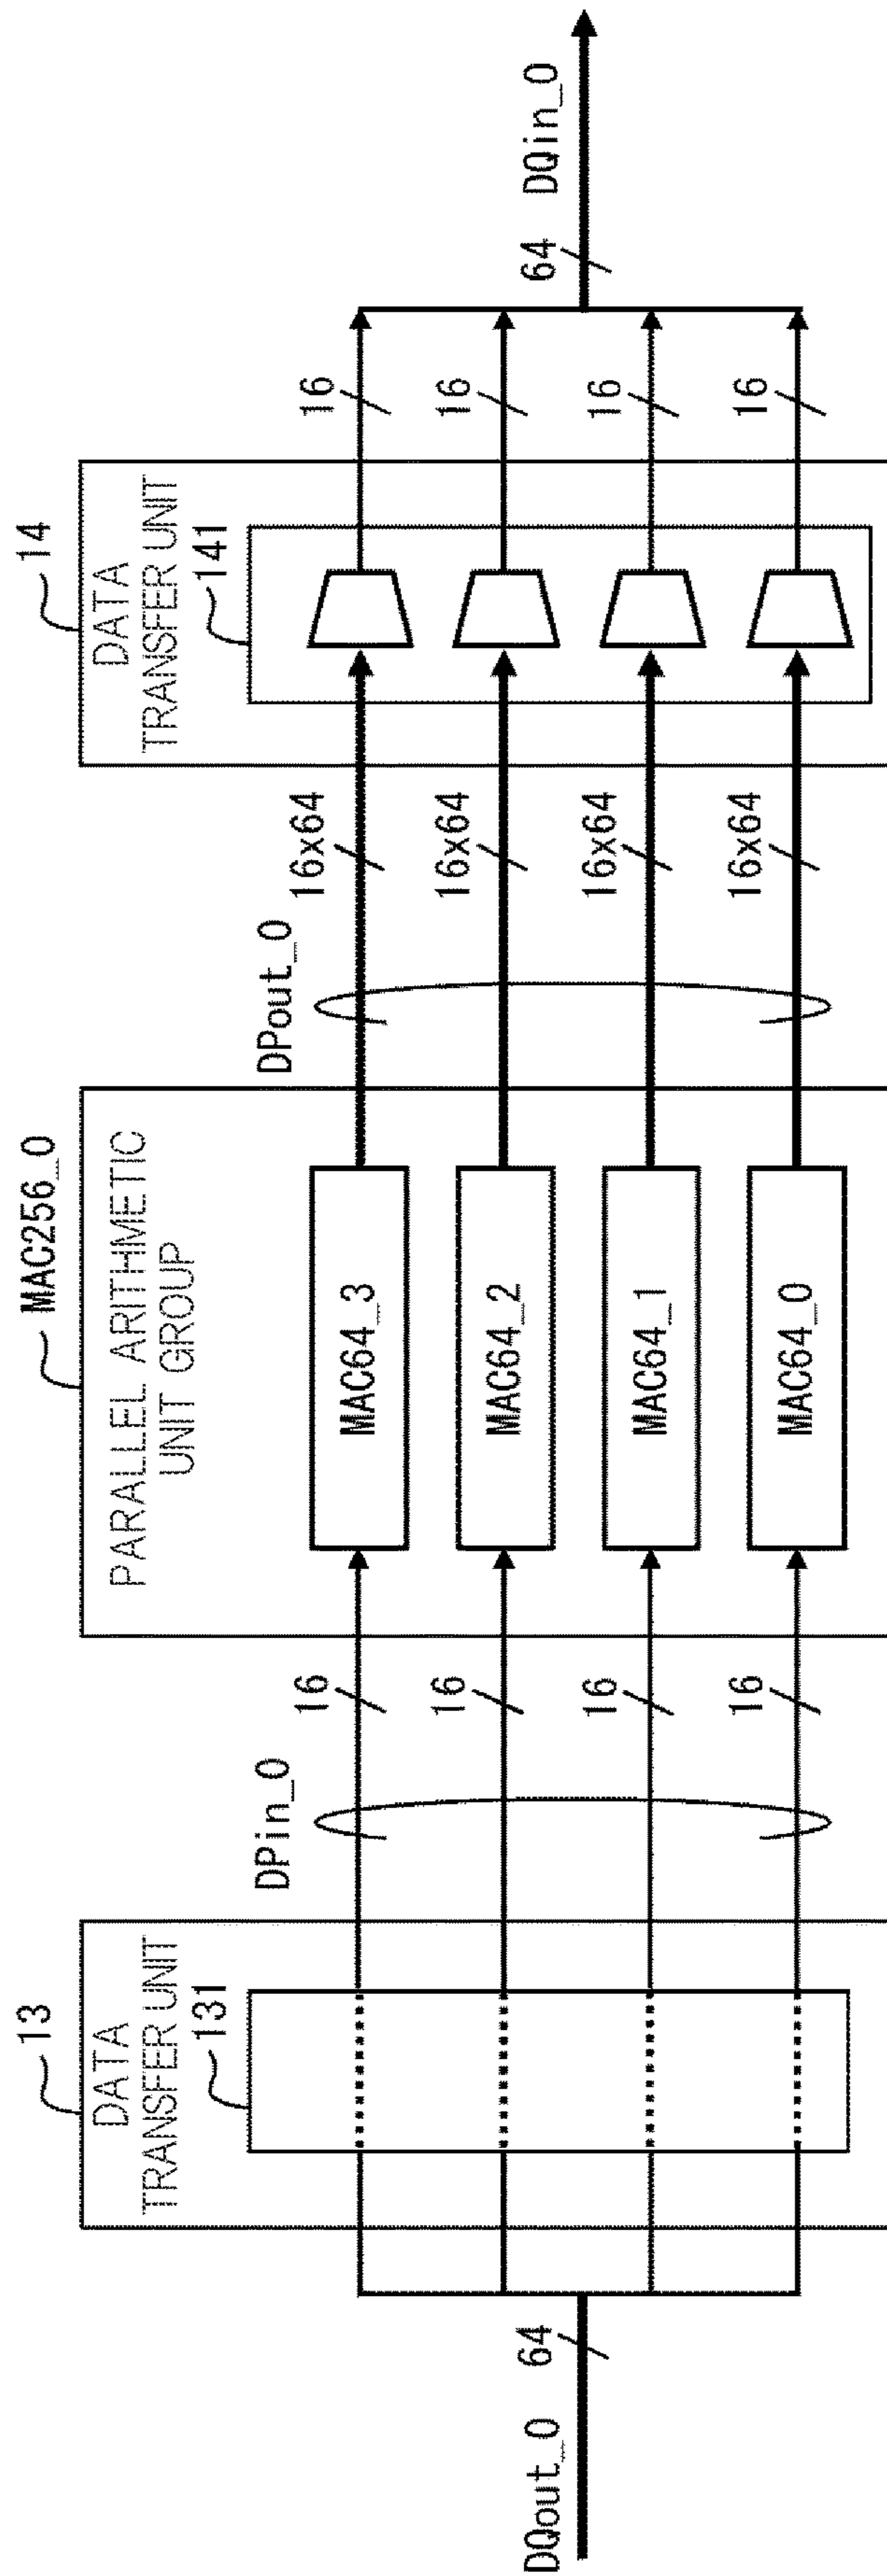 DQout_0
64
13
DATA
TRANSFER UNIT
131
DPin_0
16
16
16
16
MAC256_0
PARALLEL ARITHMETIC
UNIT GROUP
MAC64_3
MAC64_2
MAC64_1
MAC64_0
DPout_0
16x64
16x64
16x64
16x64
14
DATA
TRANSFER UNIT
141
16
16
16
16
64
DQin_0